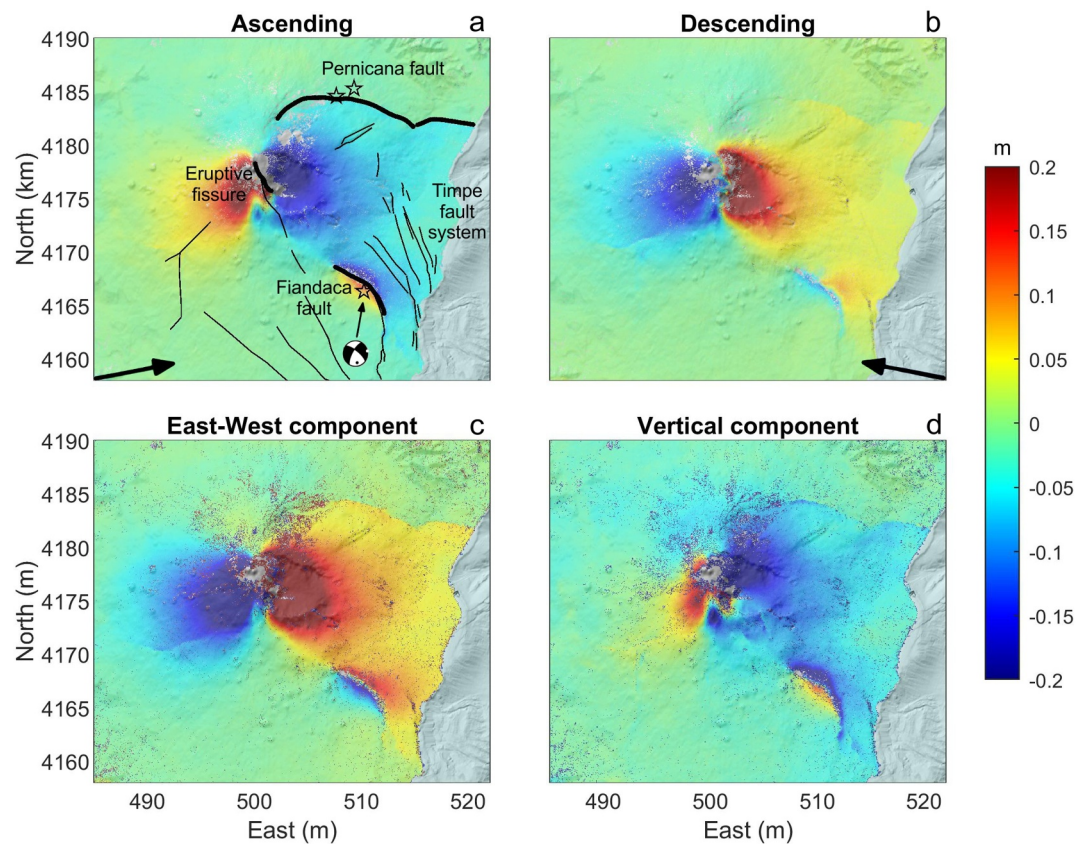 Ascending
a
Descending
b
4190
4185
4180
4175
4170
4165
4160
North (km)
Pernicana fault
Eruptive
fissure
Timpe
fault
system
Fiandaca
fault
m
0.2
0.15
0.1
0.05
0
-0.05
-0.1
-0.15
-0.2
East-West component
c
Vertical component
d
4190
4185
4180
4175
4170
4165
4160
North (m)
490
500
510
520
490
500
510
520
East (m)
East (m)